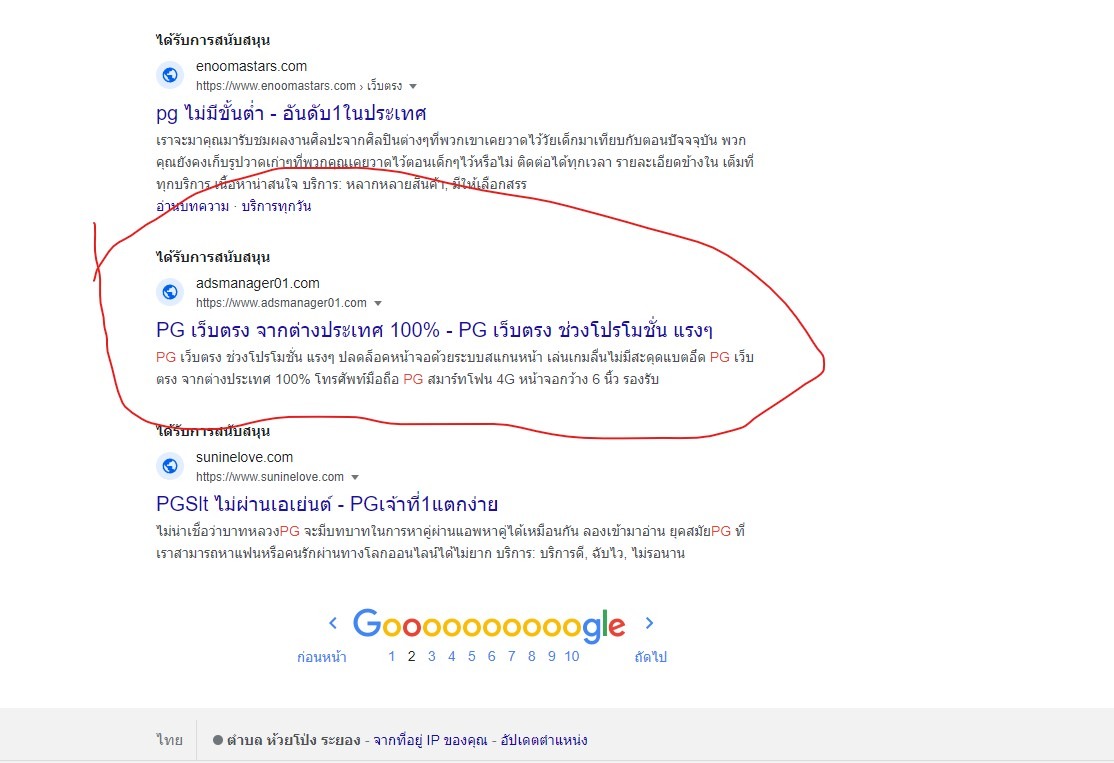 ได้รับการสนับสนุน
enoomastars.com
https://www.enoomastars.com › เว็บตรง
pg ไม่มีขั้นต่ำ - อันดับ1ในประเทศ
เราจะมาคุณมารับชมผลงานศิลปะจากศิลปินต่างๆที่พวกเขาเคยวาดไว้วัยเด็กมาเทียบกับตอนปัจจจุบัน พวก
คุณยังคงเก็บรูปวาดเก่าๆที่พวกคุณเคยวาดไว้ตอนเด็กๆไว้หรือไม่ ติดต่อได้ทุกเวลา รายละเอียดข้างใน เต็มที่
ทุกบริการ เนื้อหาน่าสนใจ บริการ: หลากหลายสินค้า, มีให้เลือกสรร
อ่านบทความ · บริการทุกวัน
ได้รับการสนับสนุน
adsmanager01.com
https://www.adsmanager01.com
PG เว็บตรง จากต่างประเทศ 100% - PG เว็บตรง ช่วงโปรโมชั่น แรงๆ
PG เว็บตรง ช่วงโปรโมชั่น แรงๆ ปลดล็อคหน้าจอด้วยระบบสแกนหน้า เล่นเกมลื่นไม่มีสะดุดแบตอึด PG เว็บ
ตรง จากต่างประเทศ 100% โทรศัพท์มือถือ PG สมาร์ทโฟน 4G หน้าจอกว้าง 6 นิ้ว รองรับ
ได้รับการสนับสนุน
suninelove.com
https://www.suninelove.com
PGSlt ไม่ผ่านเอเย่นต์ - PGเจ้าที่1แตกง่าย
ไม่น่าเชื่อว่าบาทหลวงPG จะมีบทบาทในการหาคู่ผ่านแอพหาคู่ได้เหมือนกัน ลองเข้ามาอ่าน ยุคสมัยPG ที่
เราสามารถหาแฟนหรือคนรักผ่านทางโลกออนไลน์ได้ไม่ยาก บริการ: บริการดี, ฉับไว, ไม่รอนาน
Goooooooooogle
ก่อนหน้า 1 2 3 4 5 6 7 8 9 10 ถัดไป
ไทย ตำบล ห้วยโป่ง ระยอง - จากที่อยู่ IP ของคุณ - อัปเดตตำแหน่ง